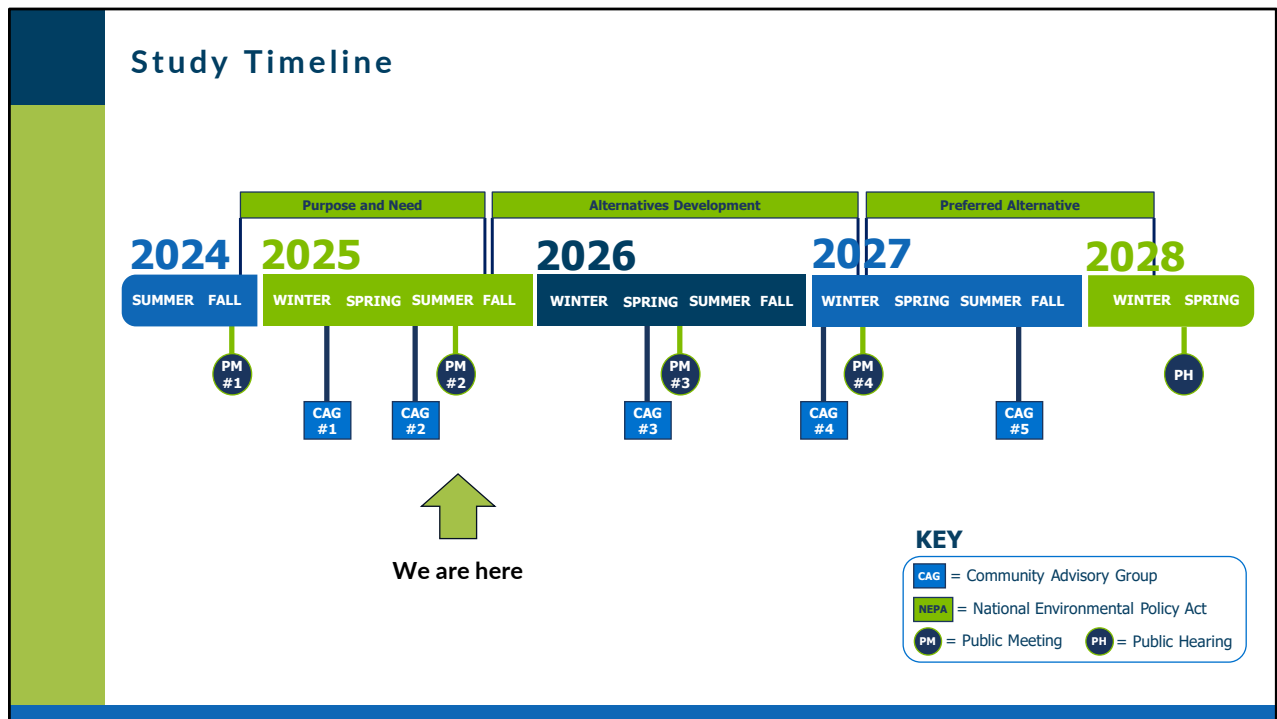 Study Timeline
Purpose and Need
Alternatives Development
Preferred Alternative
2024
2025
2026
2027
2028
SUMMER FALL
WINTER SPRING SUMMER FALL
WINTER SPRING SUMMER FALL
WINTER SPRING SUMMER FALL
WINTER SPRING
PM
#1
PM
#2
PM
#3
PM
#4
PH
CAG
#1
CAG
#2
CAG
#3
CAG
#4
CAG
#5
We are here
KEY
CAG = Community Advisory Group
NEPA = National Environmental Policy Act
PM = Public Meeting PH = Public Hearing